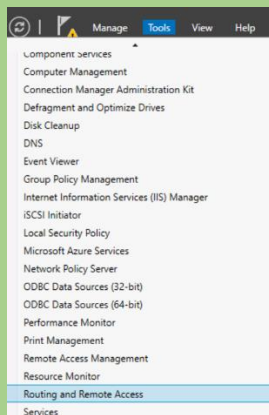 Manage Tools View Help
Component Services
Computer Management
Connection Manager Administration Kit
Defragment and Optimize Drives
Disk Cleanup
DNS
Event Viewer
Group Policy Management
Internet Information Services (IIS) Manager
iSCSI Initiator
Local Security Policy
Microsoft Azure Services
Network Policy Server
ODBC Data Sources (32-bit)
ODBC Data Sources (64-bit)
Performance Monitor
Print Management
Remote Access Management
Resource Monitor
Routing and Remote Access
Services